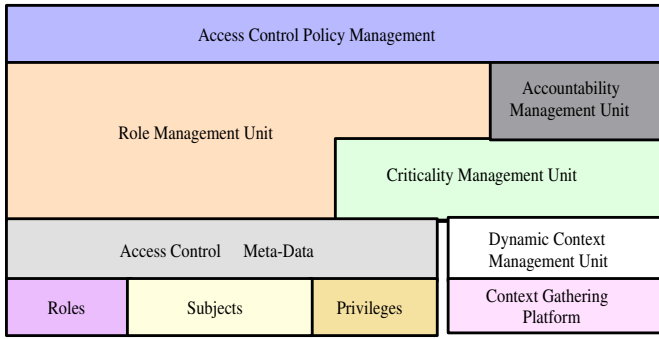 Access Control Policy Management
Accountability
Management Unit
Role Management Unit
Criticality Management Unit
Access Control Meta-Data
Dynamic Context
Management Unit
Roles
Subjects
Privileges
Context Gathering
Platform